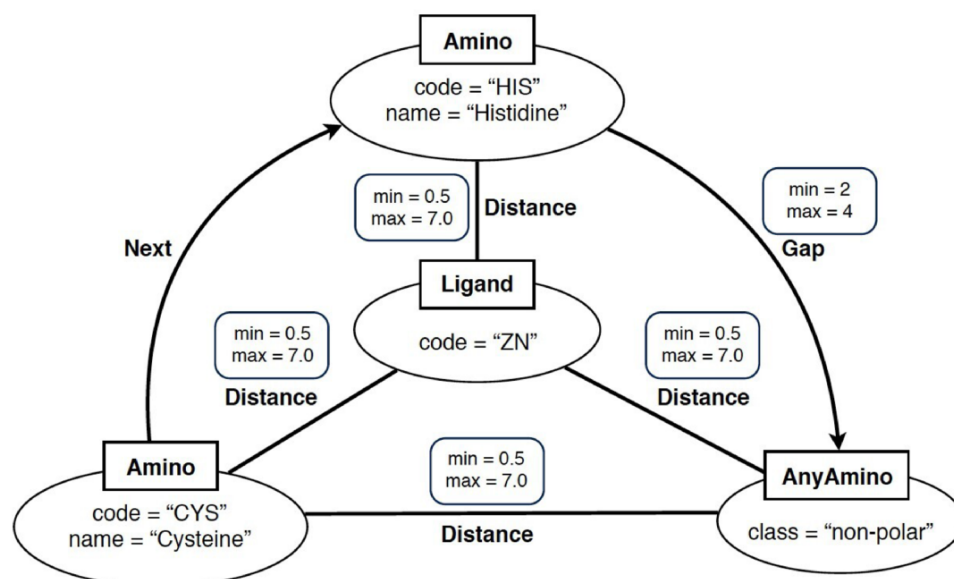 Amino
code = “HIS”
name = “Histidine”
min = 0.5
max = 7.0
Distance
min = 2
max = 4
Gap
Next
Ligand
code = “ZN”
min = 0.5
max = 7.0
Distance
min = 0.5
max = 7.0
Distance
Amino
code = “CYS”
name = “Cysteine”
min = 0.5
max = 7.0
Distance
AnyAmino
class = “non-polar”